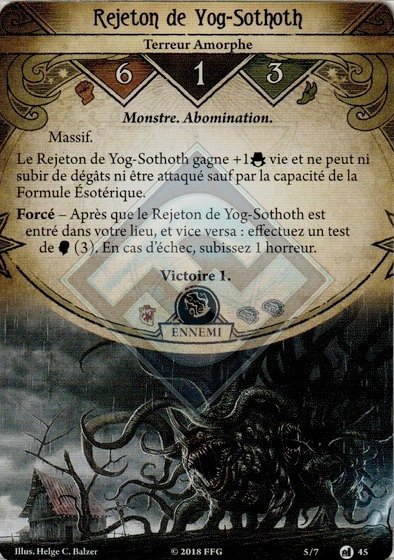 Rejeton de Yog-Sothoth
Terreur Amorphe
6 1 3
Monstre. Abomination.
Massif.
Le Rejeton de Yog-Sothoth gagne +1 vie et ne peut ni
subir de dégâts ni être attaqué sauf par la capacité de la
Formule Ésotérique.
Forcé – Après que le Rejeton de Yog-Sothoth est
entré dans votre lieu, et vice versa : effectuez un test
de (3). En cas d'échec, subissez 1 horreur.
Victoire 1.
ENNEMI
Illus. Helge C. Balzer © 2018 FFG 5/7 45